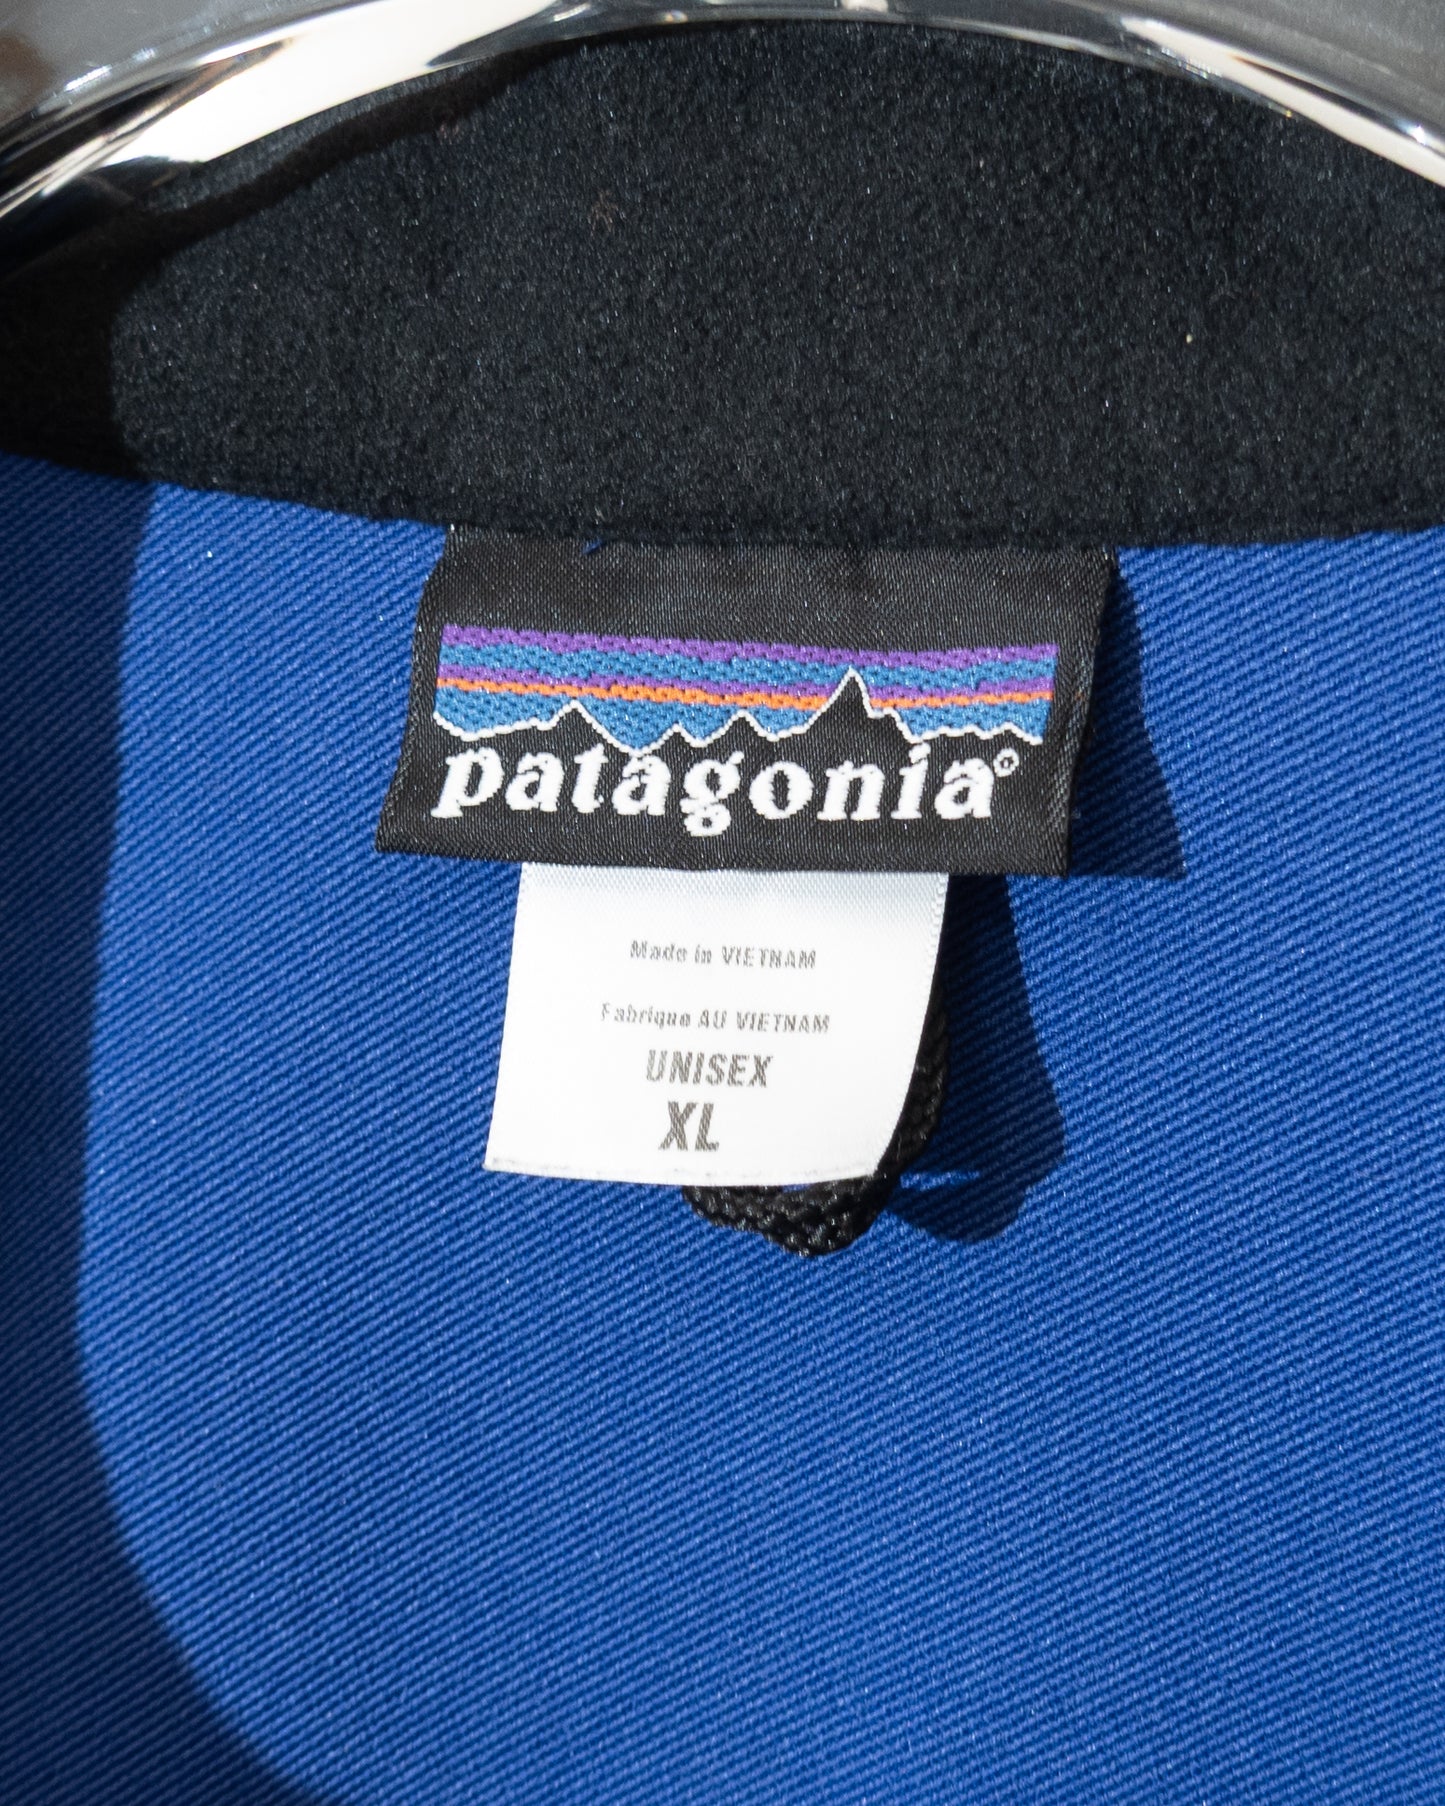 patagonia®
Made in VIETNAM
Fabriqué AU VIETNAM
UNISEX
XL